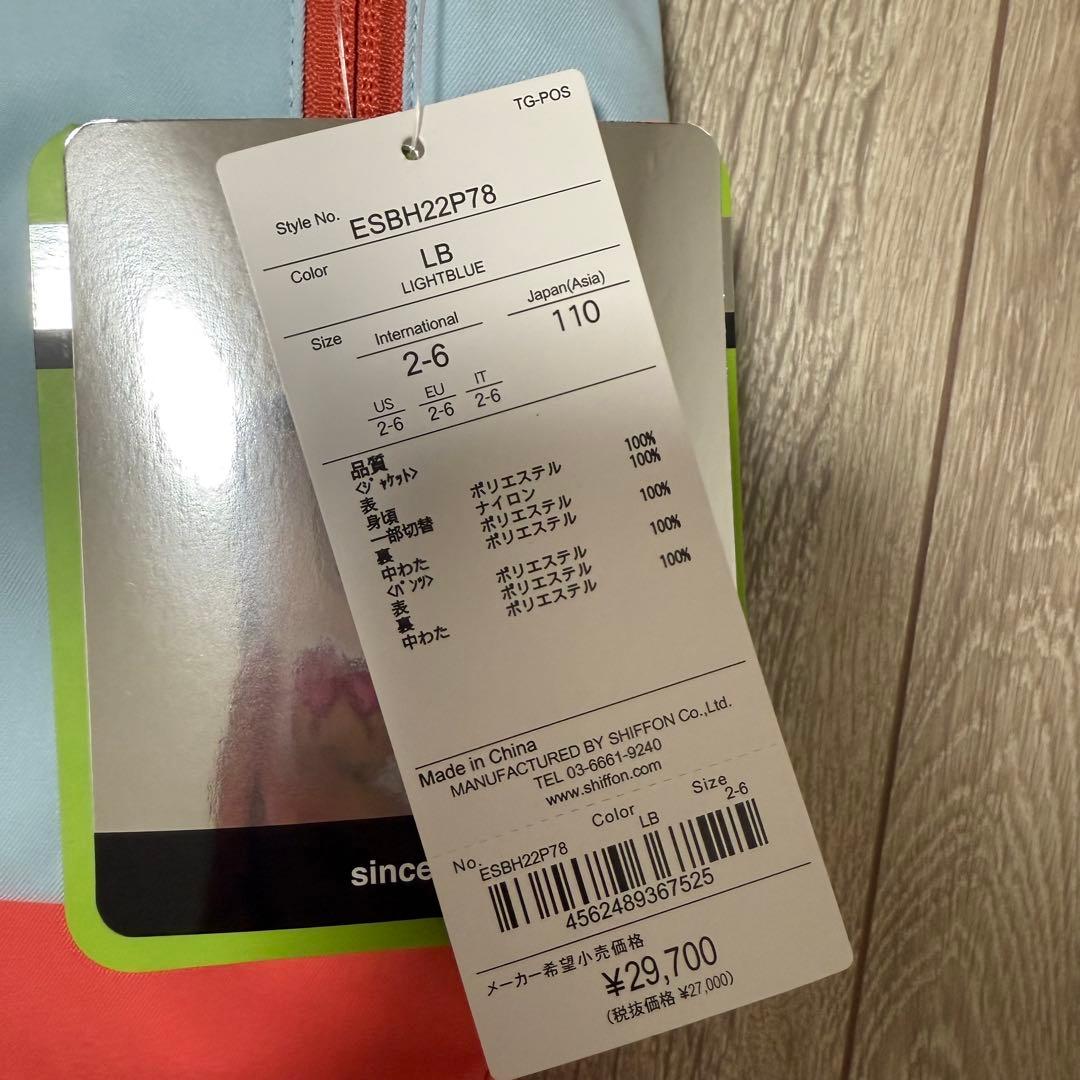 TG-POS
Style No. ESBH22P78
Color LB
LIGHTBLUE
Size International Japan(Asia)
2-6 110
US EU IT
2-6 2-6 2-6
品質
<ジャケット>
表 ポリエステル 100%
身頃 ナイロン 100%
一部切替 ポリエステル
裏 ポリエステル 100%
中わた
<パンツ> ポリエステル 100%
表 ポリエステル
裏 ポリエステル 100%
中わた
Made in China
MANUFACTURED BY SHIFFON Co.,Ltd.
TEL 03-6661-9240
www.shiffon.com
No. Color Size
ESBH22P78 LB 2-6
4562489367525
メーカー希望小売価格
¥29,700
(税抜価格 ¥27,000)
since